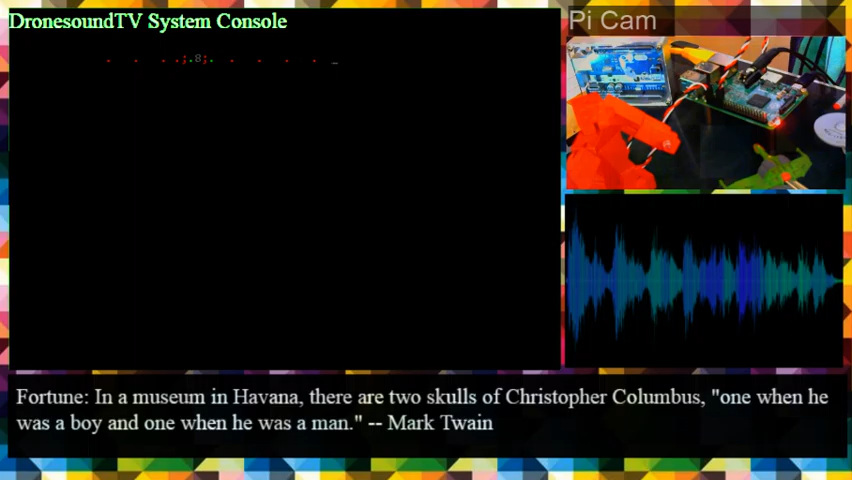 DronesoundTV System Console
Pi Cam
. . . .;.8;. . . . . _
Fortune: In a museum in Havana, there are two skulls of Christopher Columbus, "one when he
was a boy and one when he was a man." -- Mark Twain